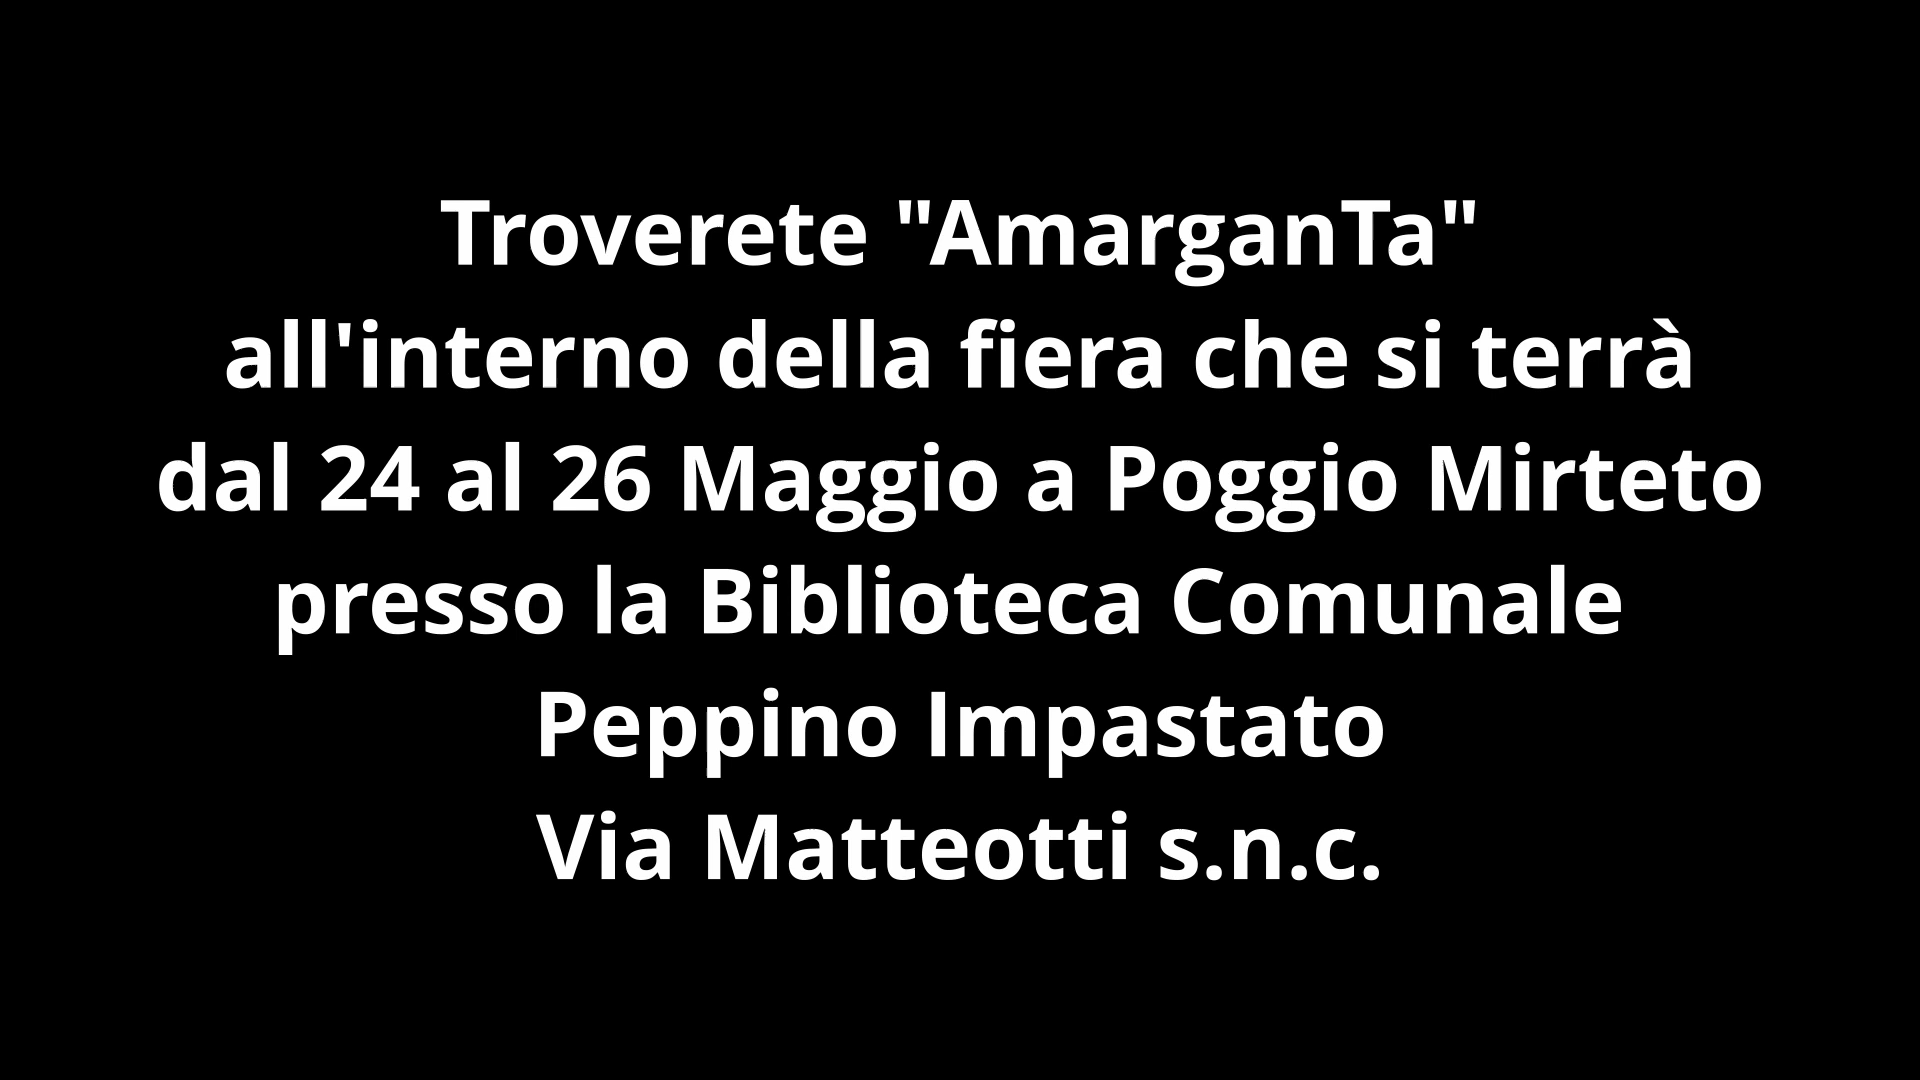 Troverete "AmarganTa"
all'interno della fiera che si terrà
dal 24 al 26 Maggio a Poggio Mirteto
presso la Biblioteca Comunale
Peppino Impastato
Via Matteotti s.n.c.